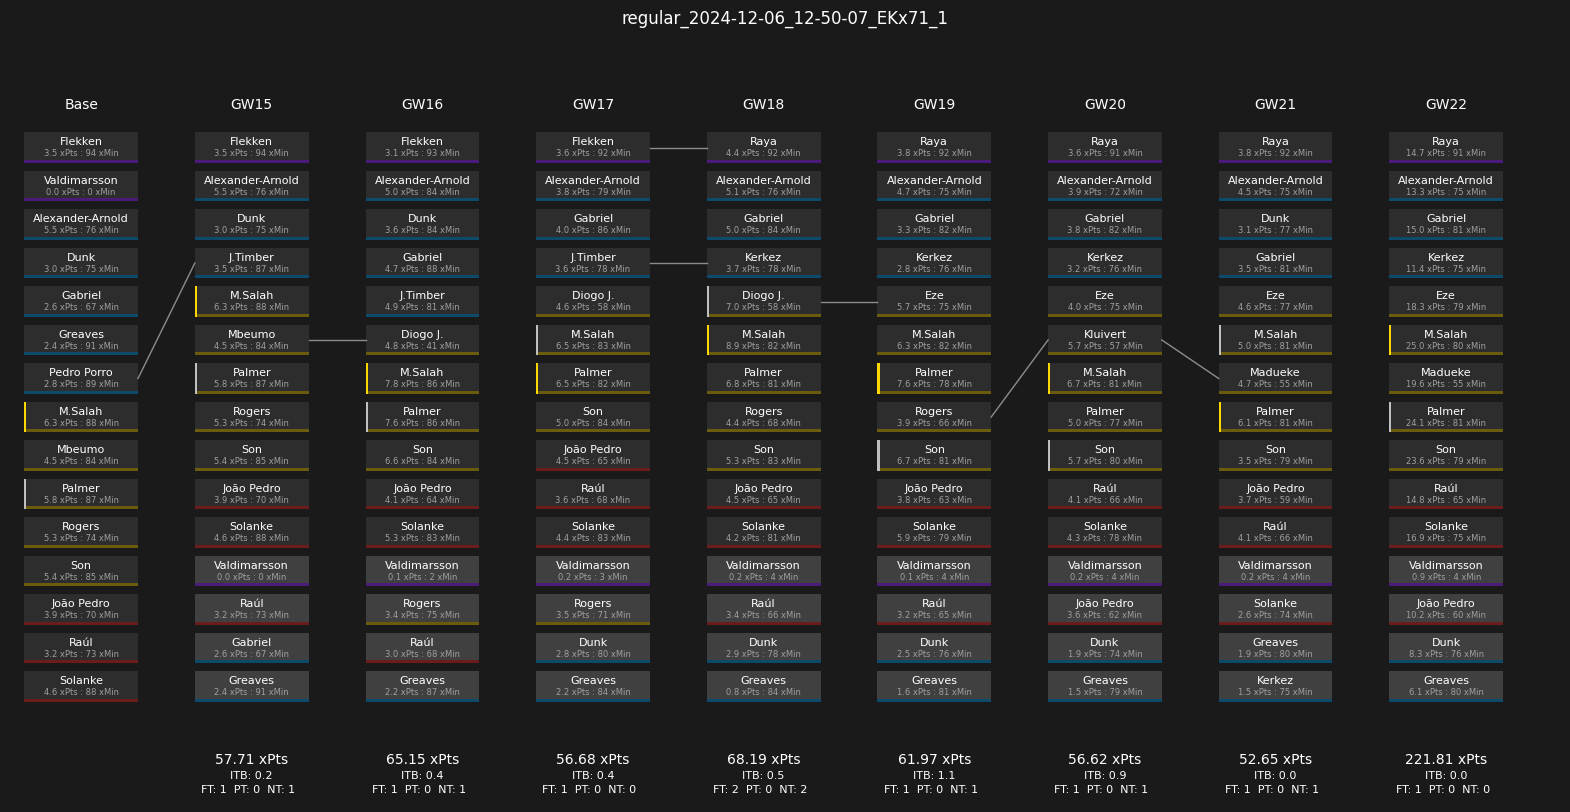 regular_2024-12-06_12-50-07_EKx71_1
Base
Flekken
3.5 xPts : 94 xMin
Valdimarsson
0.0 xPts : 0 xMin
Alexander-Arnold
5.5 xPts : 76 xMin
Dunk
3.0 xPts : 75 xMin
Gabriel
2.6 xPts : 67 xMin
Greaves
2.4 xPts : 91 xMin
Pedro Porro
2.8 xPts : 89 xMin
M.Salah
6.3 xPts : 88 xMin
Mbeumo
4.5 xPts : 84 xMin
Palmer
5.8 xPts : 87 xMin
Rogers
5.3 xPts : 74 xMin
Son
5.4 xPts : 85 xMin
João Pedro
3.9 xPts : 70 xMin
Raúl
3.2 xPts : 73 xMin
Solanke
4.6 xPts : 88 xMin
GW15
Flekken
3.5 xPts : 94 xMin
Alexander-Arnold
5.5 xPts : 76 xMin
Dunk
3.0 xPts : 75 xMin
J.Timber
3.5 xPts : 87 xMin
M.Salah
6.3 xPts : 88 xMin
Mbeumo
4.5 xPts : 84 xMin
Palmer
5.8 xPts : 87 xMin
Rogers
5.3 xPts : 74 xMin
Son
5.4 xPts : 85 xMin
João Pedro
3.9 xPts : 70 xMin
Solanke
4.6 xPts : 88 xMin
Valdimarsson
0.0 xPts : 0 xMin
Raúl
3.2 xPts : 73 xMin
Gabriel
2.6 xPts : 67 xMin
Greaves
2.4 xPts : 91 xMin
57.71 xPts
ITB: 0.2
FT: 1 PT: 0 NT: 1
GW16
Flekken
3.1 xPts : 93 xMin
Alexander-Arnold
5.0 xPts : 84 xMin
Dunk
3.6 xPts : 84 xMin
Gabriel
4.7 xPts : 88 xMin
J.Timber
4.9 xPts : 81 xMin
Diogo J.
4.8 xPts : 41 xMin
M.Salah
7.8 xPts : 86 xMin
Palmer
7.6 xPts : 86 xMin
Son
6.6 xPts : 84 xMin
João Pedro
4.1 xPts : 64 xMin
Solanke
5.3 xPts : 83 xMin
Valdimarsson
0.1 xPts : 2 xMin
Rogers
3.4 xPts : 75 xMin
Raúl
3.0 xPts : 68 xMin
Greaves
2.2 xPts : 87 xMin
65.15 xPts
ITB: 0.4
FT: 1 PT: 0 NT: 1
GW17
Flekken
3.6 xPts : 92 xMin
Alexander-Arnold
3.8 xPts : 79 xMin
Gabriel
4.0 xPts : 86 xMin
J.Timber
3.6 xPts : 78 xMin
Diogo J.
4.6 xPts : 58 xMin
M.Salah
6.5 xPts : 83 xMin
Palmer
6.5 xPts : 82 xMin
Son
5.0 xPts : 84 xMin
João Pedro
4.5 xPts : 65 xMin
Raúl
3.6 xPts : 68 xMin
Solanke
4.4 xPts : 83 xMin
Valdimarsson
0.2 xPts : 3 xMin
Rogers
3.5 xPts : 71 xMin
Dunk
2.8 xPts : 80 xMin
Greaves
2.2 xPts : 84 xMin
56.68 xPts
ITB: 0.4
FT: 1 PT: 0 NT: 0
GW18
Raya
4.4 xPts : 92 xMin
Alexander-Arnold
5.1 xPts : 76 xMin
Gabriel
5.0 xPts : 84 xMin
Kerkez
3.7 xPts : 78 xMin
Diogo J.
7.0 xPts : 58 xMin
M.Salah
8.9 xPts : 82 xMin
Palmer
6.8 xPts : 81 xMin
Rogers
4.4 xPts : 68 xMin
Son
5.3 xPts : 83 xMin
João Pedro
4.5 xPts : 65 xMin
Solanke
4.2 xPts : 81 xMin
Valdimarsson
0.2 xPts : 4 xMin
Raúl
3.4 xPts : 66 xMin
Dunk
2.9 xPts : 78 xMin
Greaves
0.8 xPts : 84 xMin
68.19 xPts
ITB: 0.5
FT: 2 PT: 0 NT: 2
GW19
Raya
3.8 xPts : 92 xMin
Alexander-Arnold
4.7 xPts : 75 xMin
Gabriel
3.3 xPts : 82 xMin
Kerkez
2.8 xPts : 76 xMin
Eze
5.7 xPts : 75 xMin
M.Salah
6.3 xPts : 82 xMin
Palmer
7.6 xPts : 78 xMin
Rogers
3.9 xPts : 66 xMin
Son
6.7 xPts : 81 xMin
João Pedro
3.8 xPts : 63 xMin
Solanke
5.9 xPts : 79 xMin
Valdimarsson
0.1 xPts : 4 xMin
Raúl
3.2 xPts : 65 xMin
Dunk
2.5 xPts : 76 xMin
Greaves
1.6 xPts : 81 xMin
61.97 xPts
ITB: 1.1
FT: 1 PT: 0 NT: 1
GW20
Raya
3.6 xPts : 91 xMin
Alexander-Arnold
3.9 xPts : 72 xMin
Gabriel
3.8 xPts : 82 xMin
Kerkez
3.2 xPts : 76 xMin
Eze
4.0 xPts : 75 xMin
Kluivert
5.7 xPts : 57 xMin
M.Salah
6.7 xPts : 81 xMin
Palmer
5.0 xPts : 77 xMin
Son
5.7 xPts : 80 xMin
Raúl
4.1 xPts : 66 xMin
Solanke
4.3 xPts : 78 xMin
Valdimarsson
0.2 xPts : 4 xMin
João Pedro
3.6 xPts : 62 xMin
Dunk
1.9 xPts : 74 xMin
Greaves
1.5 xPts : 79 xMin
56.62 xPts
ITB: 0.9
FT: 1 PT: 0 NT: 1
GW21
Raya
3.8 xPts : 92 xMin
Alexander-Arnold
4.5 xPts : 75 xMin
Dunk
3.1 xPts : 77 xMin
Gabriel
3.5 xPts : 81 xMin
Eze
4.6 xPts : 77 xMin
M.Salah
5.0 xPts : 81 xMin
Madueke
4.7 xPts : 55 xMin
Palmer
6.1 xPts : 81 xMin
Son
3.5 xPts : 79 xMin
João Pedro
3.7 xPts : 59 xMin
Raúl
4.1 xPts : 66 xMin
Valdimarsson
0.2 xPts : 4 xMin
Solanke
2.6 xPts : 74 xMin
Greaves
1.9 xPts : 80 xMin
Kerkez
1.5 xPts : 75 xMin
52.65 xPts
ITB: 0.0
FT: 1 PT: 0 NT: 1
GW22
Raya
14.7 xPts : 91 xMin
Alexander-Arnold
13.3 xPts : 75 xMin
Gabriel
15.0 xPts : 81 xMin
Kerkez
11.4 xPts : 75 xMin
Eze
18.3 xPts : 79 xMin
M.Salah
25.0 xPts : 80 xMin
Madueke
19.6 xPts : 55 xMin
Palmer
24.1 xPts : 81 xMin
Son
23.6 xPts : 79 xMin
Raúl
14.8 xPts : 65 xMin
Solanke
16.9 xPts : 75 xMin
Valdimarsson
0.9 xPts : 4 xMin
João Pedro
10.2 xPts : 60 xMin
Dunk
8.3 xPts : 76 xMin
Greaves
6.1 xPts : 80 xMin
221.81 xPts
ITB: 0.0
FT: 1 PT: 0 NT: 0